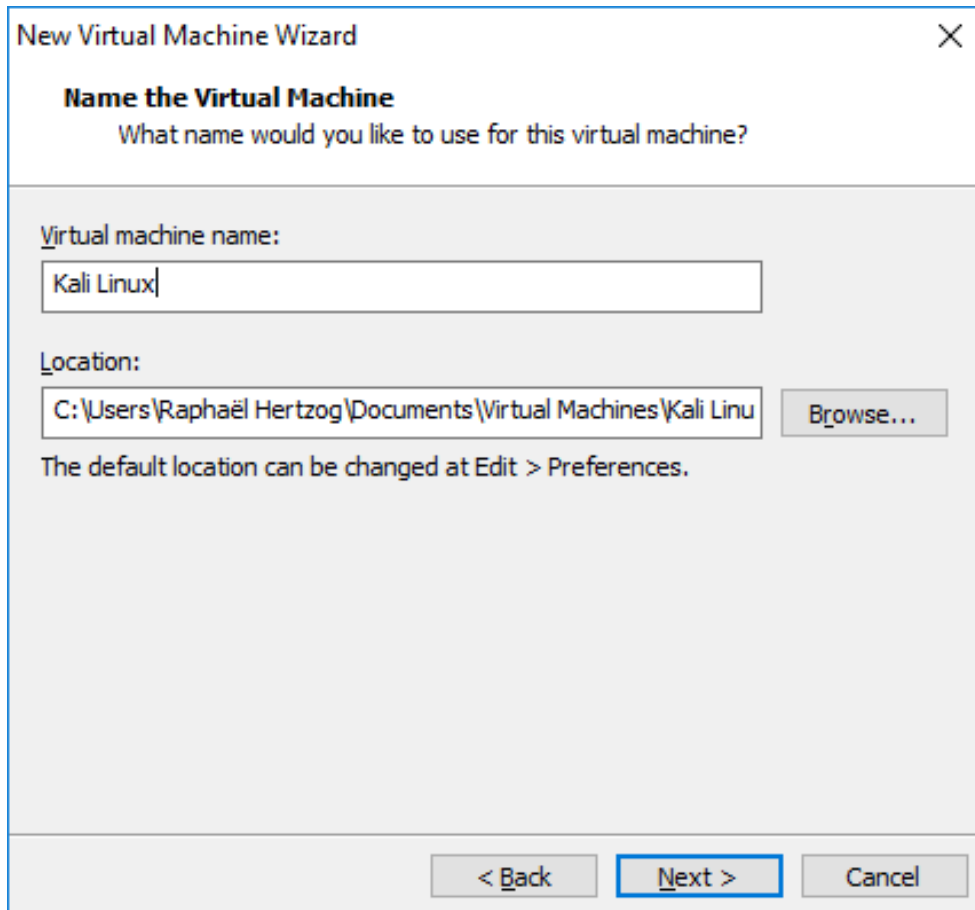 New Virtual Machine Wizard
Name the Virtual Machine
What name would you like to use for this virtual machine?
Virtual machine name:
Kali Linux
Location:
C:\Users\Raphaël Hertzog\Documents\Virtual Machines\Kali Linu
Browse...
The default location can be changed at Edit > Preferences.
< Back Next > Cancel